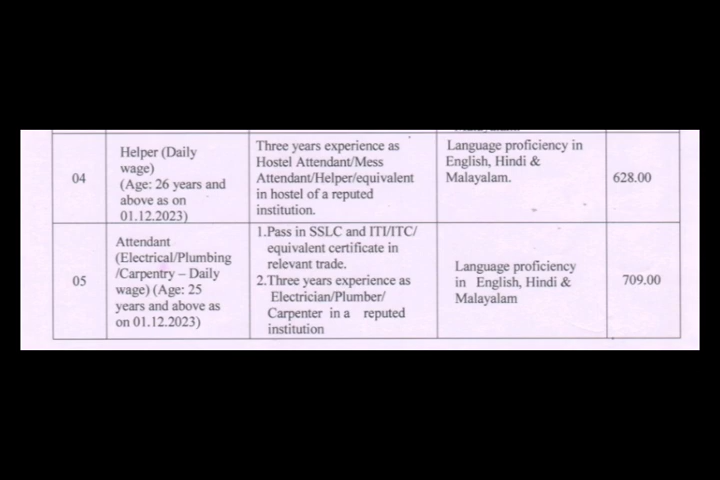 04
Helper (Daily
wage)
(Age: 26 years and
above as on
01.12.2023)
Three years experience as
Hostel Attendant/Mess
Attendant/Helper/equivalent
in hostel of a reputed
institution.
Language proficiency in
English, Hindi &
Malayalam.
628.00
05
Attendant
(Electrical/Plumbing
/Carpentry – Daily
wage) (Age: 25
years and above as
on 01.12.2023)
1.Pass in SSLC and ITI/ITC/
equivalent certificate in
relevant trade.
2.Three years experience as
Electrician/Plumber/
Carpenter in a reputed
institution
Language proficiency
in English, Hindi &
Malayalam
709.00